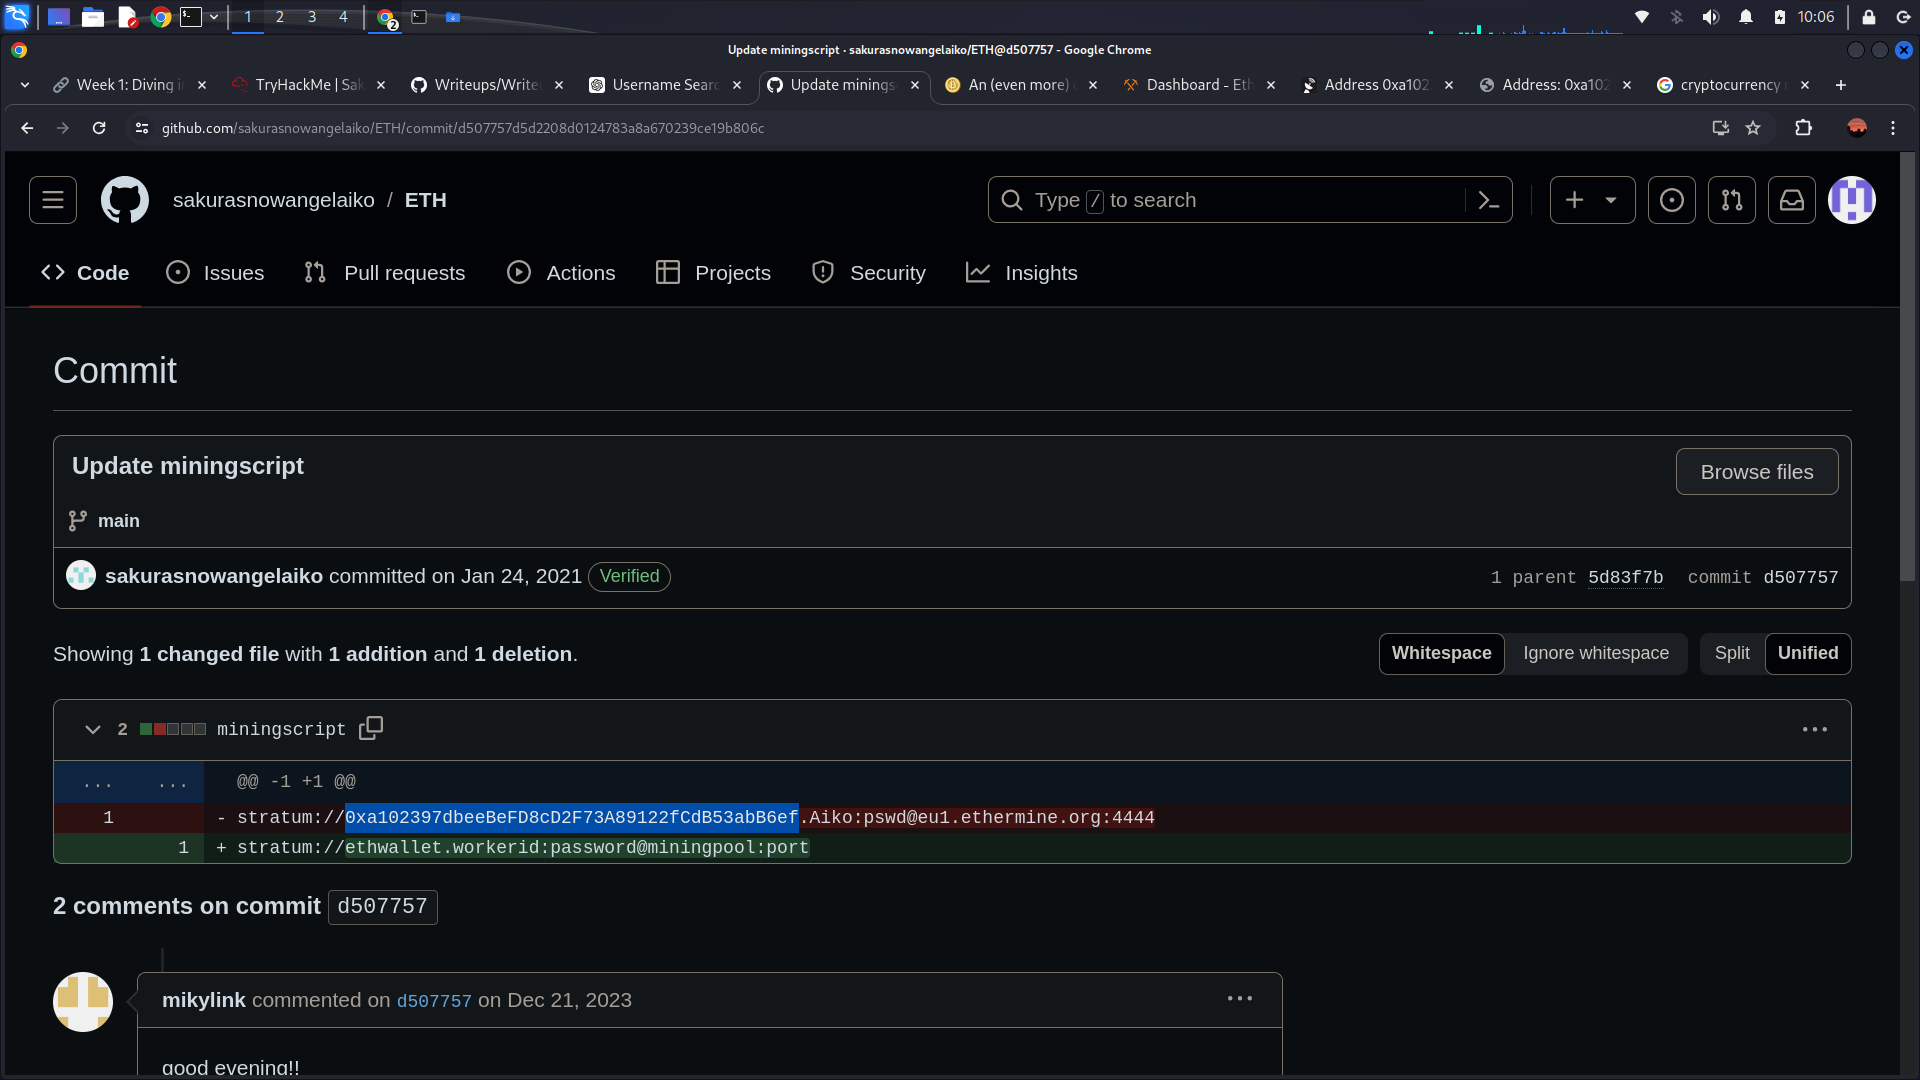 1 2 3 4 2 10:06
Update miningscript · sakurasnowangelaiko/ETH@d507757 - Google Chrome
Week 1: Diving i TryHackMe | Sak Writeups/Write Username Sear Update minings An (even more) Dashboard - Eth Address 0xa102 Address: 0xa102 cryptocurrency
github.com/sakurasnowangelaiko/ETH/commit/d507757d5d2208d0124783a8a670239ce19b806c
sakurasnowangelaiko / ETH Type / to search
Code Issues Pull requests Actions Projects Security Insights
Commit
Update miningscript Browse files
main
sakurasnowangelaiko committed on Jan 24, 2021 Verified 1 parent 5d83f7b commit d507757
Showing 1 changed file with 1 addition and 1 deletion. Whitespace Ignore whitespace Split Unified
2 miningscript
... ... @@ -1 +1 @@
1 - stratum://0xa102397dbeeBeFD8cD2F73A89122fCdB53abB6ef.Aiko:pswd@eu1.ethermine.org:4444
1 + stratum://ethwallet.workerid:password@miningpool:port
2 comments on commit d507757
mikylink commented on d507757 on Dec 21, 2023
good evening!!